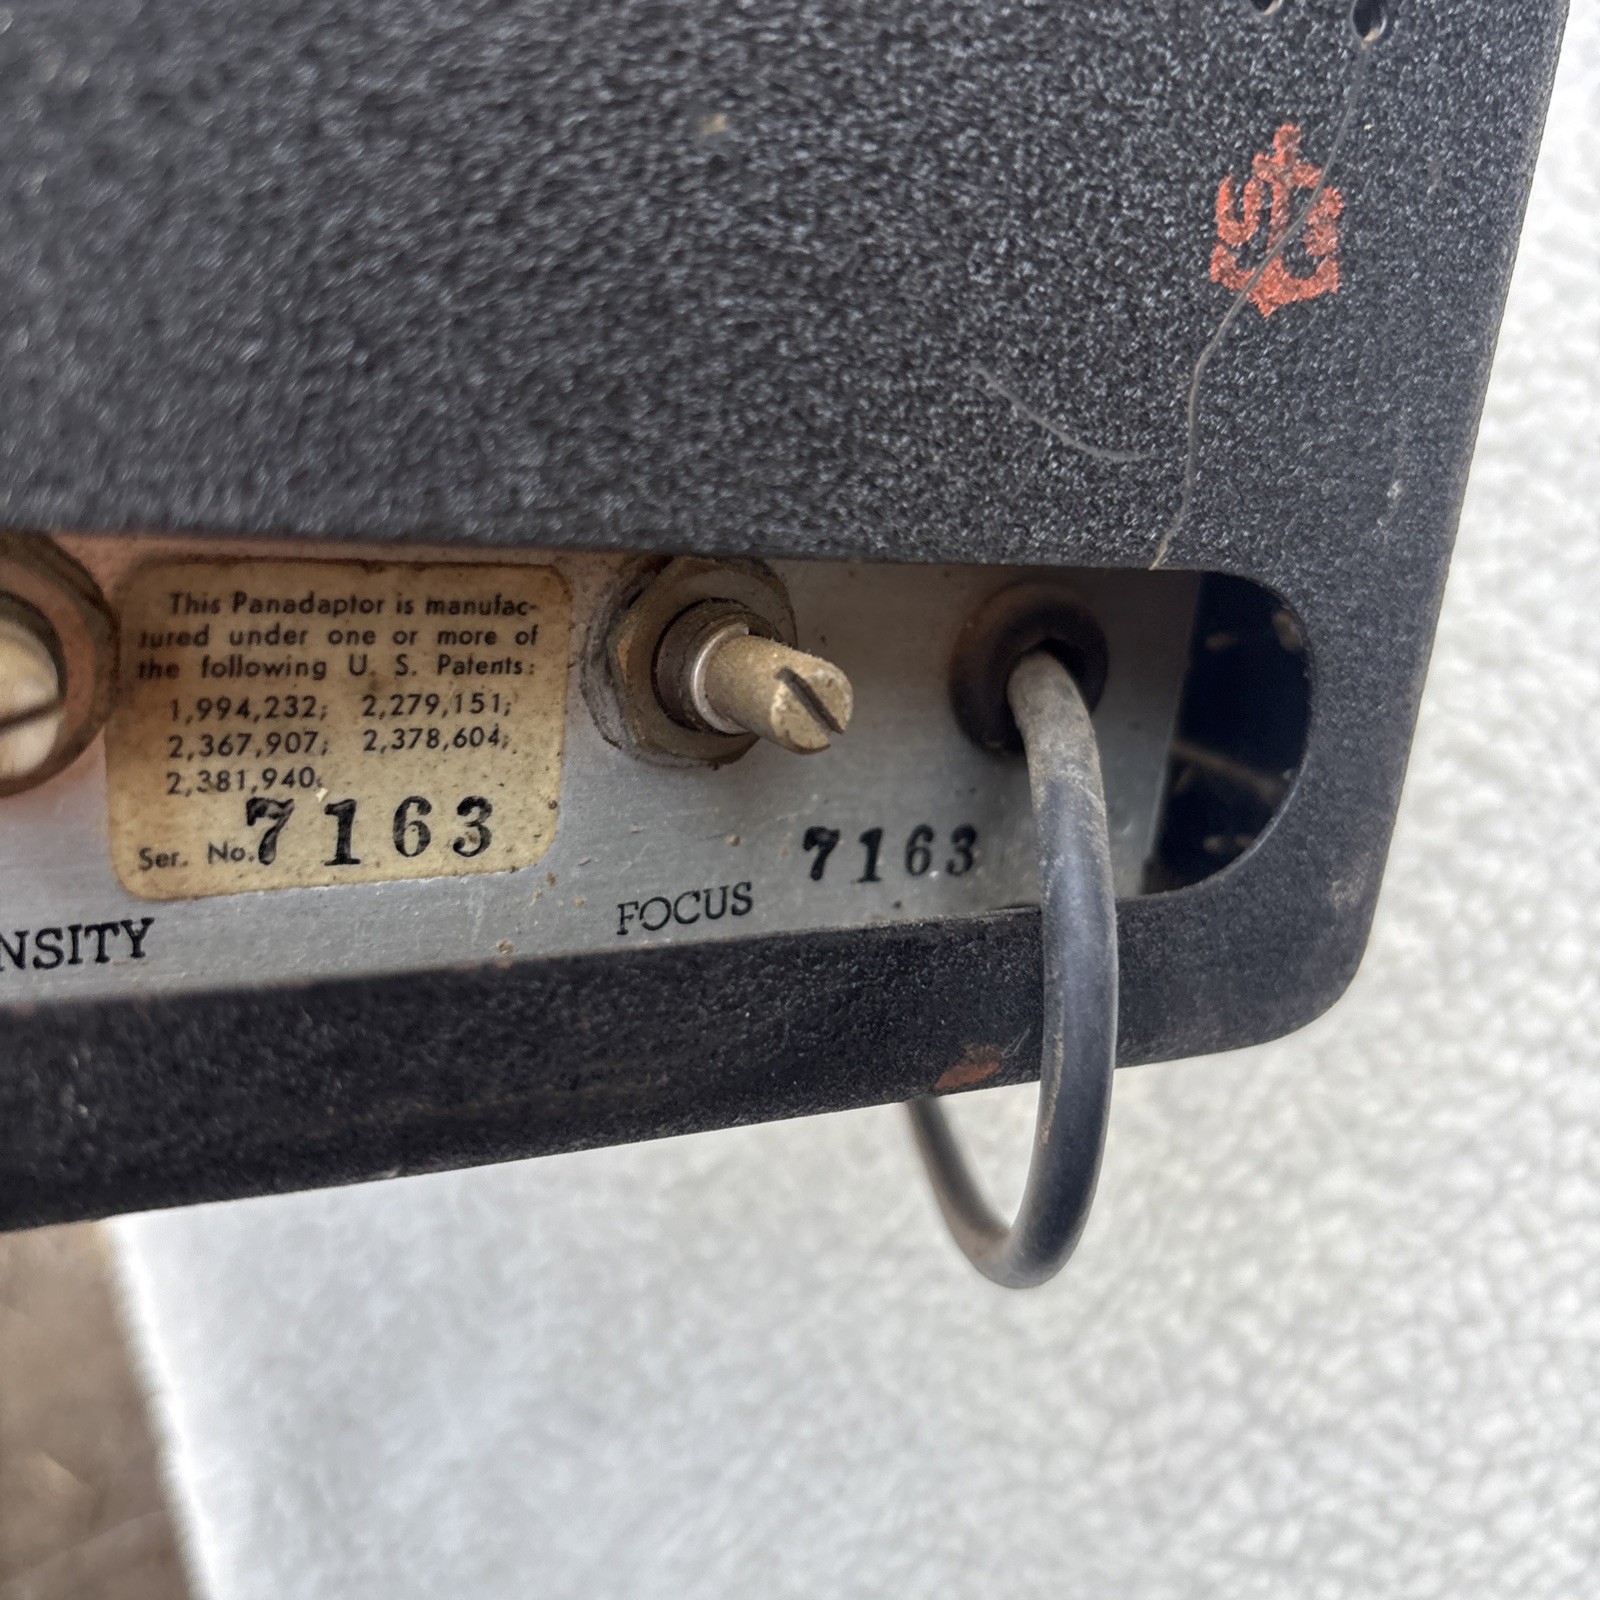 US
This Panadaptor is manufac-
tured under one or more of
the following U. S. Patents:
1,994,232; 2,279,151;
2,367,907; 2,378,604;
2,381,940;
Ser. No. 7163
7163
NSITY
FOCUS